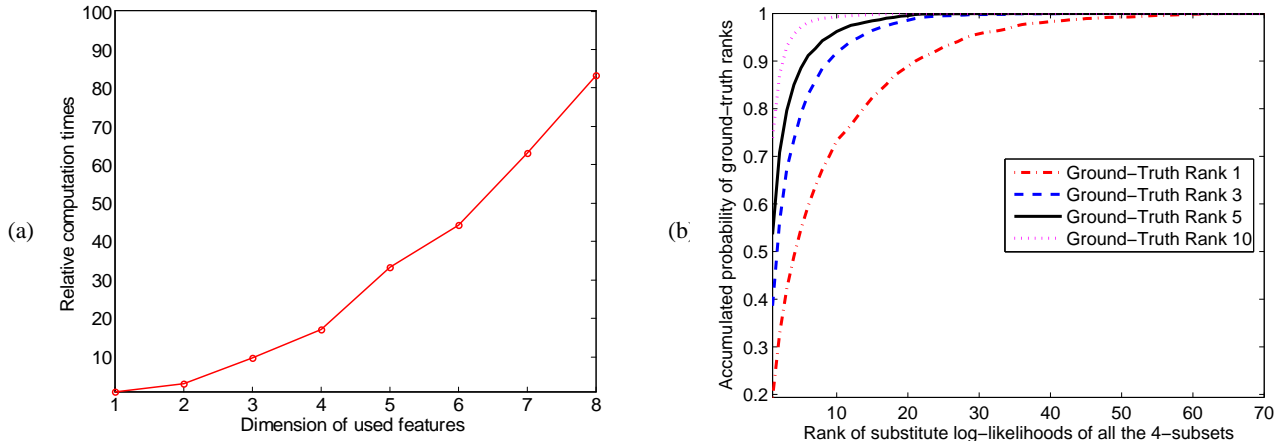 (a)
Relative computation times
100
90
80
70
60
50
40
30
20
10
1 2 3 4 5 6 7 8
Dimension of used features
(b)
Accumulated probability of ground−truth ranks
1
0.9
0.8
0.7
0.6
0.5
0.4
0.3
0.2
Ground−Truth Rank 1
Ground−Truth Rank 3
Ground−Truth Rank 5
Ground−Truth Rank 10
10 20 30 40 50 60 70
Rank of substitute log−likelihoods of all the 4−subsets